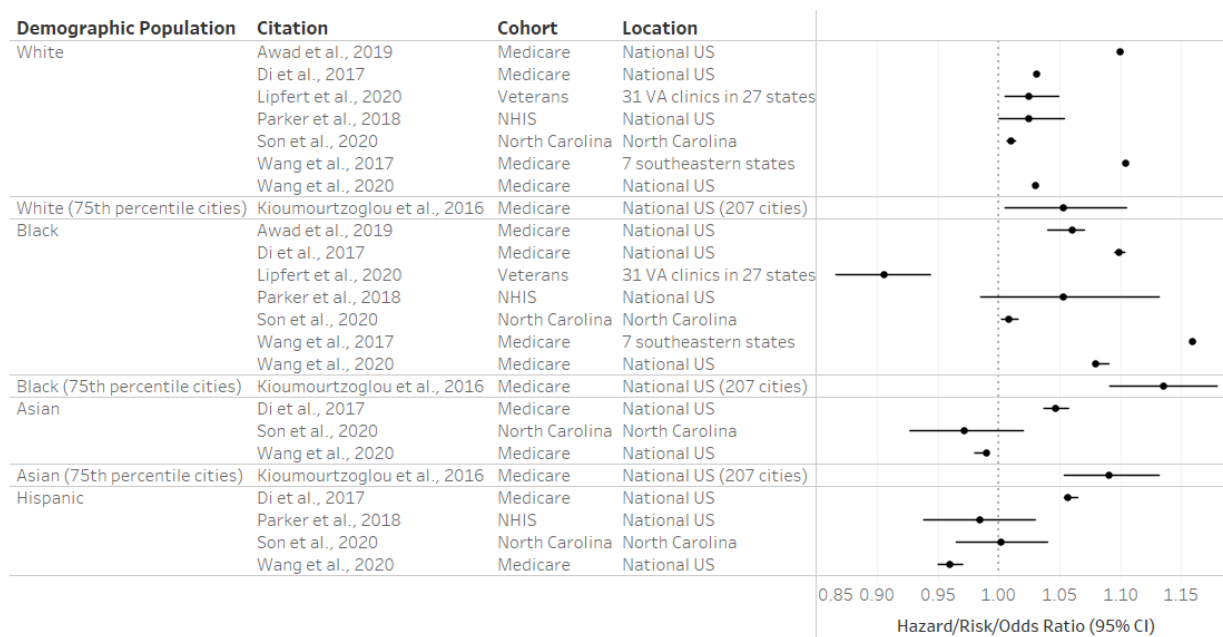 Demographic Population Citation Cohort Location
White Awad et al., 2019 Medicare National US
Di et al., 2017 Medicare National US
Lipfert et al., 2020 Veterans 31 VA clinics in 27 states
Parker et al., 2018 NHIS National US
Son et al., 2020 North Carolina North Carolina
Wang et al., 2017 Medicare 7 southeastern states
Wang et al., 2020 Medicare National US
White (75th percentile cities) Kioumourtzoglou et al., 2016 Medicare National US (207 cities)
Black Awad et al., 2019 Medicare National US
Di et al., 2017 Medicare National US
Lipfert et al., 2020 Veterans 31 VA clinics in 27 states
Parker et al., 2018 NHIS National US
Son et al., 2020 North Carolina North Carolina
Wang et al., 2017 Medicare 7 southeastern states
Wang et al., 2020 Medicare National US
Black (75th percentile cities) Kioumourtzoglou et al., 2016 Medicare National US (207 cities)
Asian Di et al., 2017 Medicare National US
Son et al., 2020 North Carolina North Carolina
Wang et al., 2020 Medicare National US
Asian (75th percentile cities) Kioumourtzoglou et al., 2016 Medicare National US (207 cities)
Hispanic Di et al., 2017 Medicare National US
Parker et al., 2018 NHIS National US
Son et al., 2020 North Carolina North Carolina
Wang et al., 2020 Medicare National US
0.85 0.90 0.95 1.00 1.05 1.10 1.15
Hazard/Risk/Odds Ratio (95% CI)